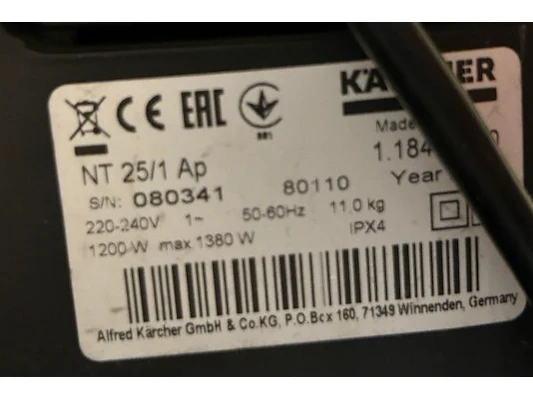 CE EAC
001
Made
NT 25/1 Ap
1.184
S/N: 080341 80110 Year
220-240V 1~ 50-60Hz 11.0 kg
1200 W max 1380 W IPX4
Alfred Kärcher GmbH & Co.KG, P.O.Box 160, 71349 Winnenden, Germany